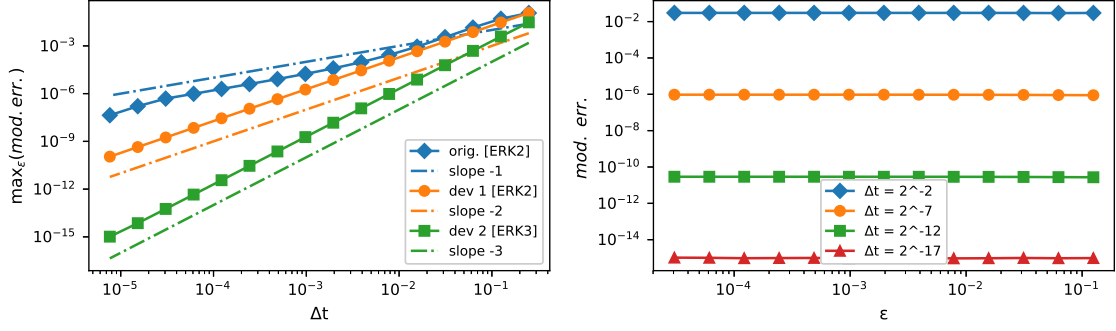 max_ε(mod. err.)
10^−3
10^−6
10^−9
10^−12
10^−15
10^−5
10^−4
10^−3
10^−2
10^−1
Δt
orig. [ERK2]
slope -1
dev 1 [ERK2]
slope -2
dev 2 [ERK3]
slope -3
mod. err.
10^−2
10^−4
10^−6
10^−8
10^−10
10^−12
10^−14
10^−4
10^−3
10^−2
10^−1
ε
Δt = 2^-2
Δt = 2^-7
Δt = 2^-12
Δt = 2^-17